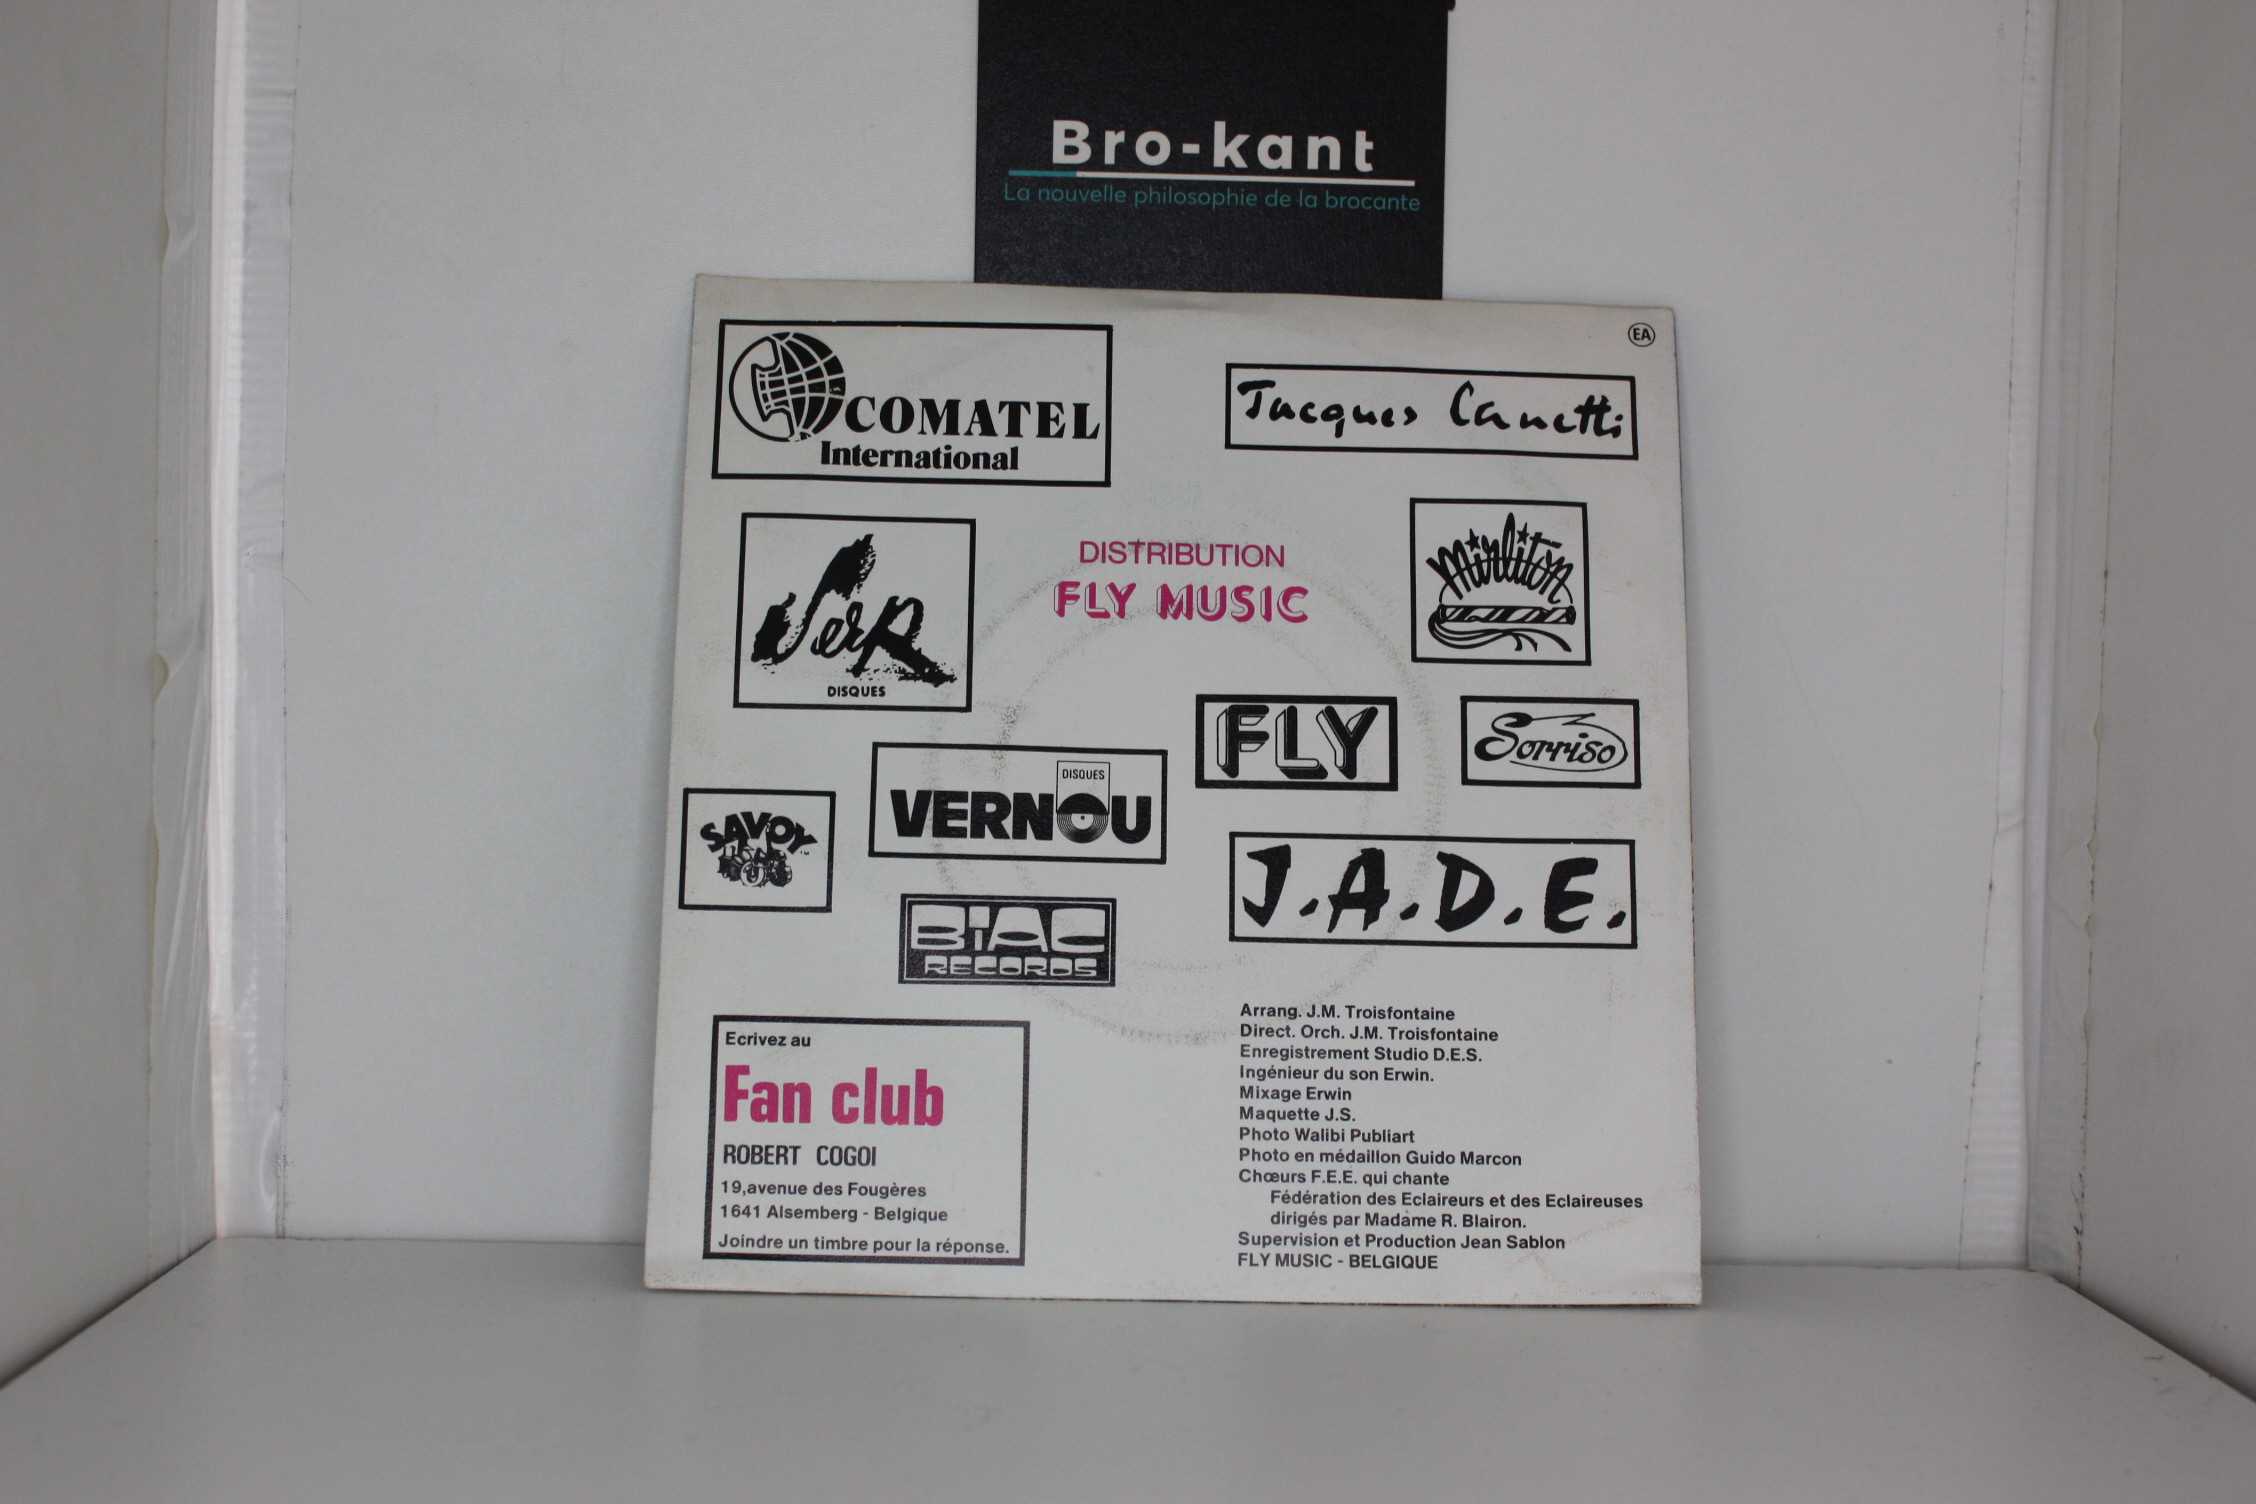 Bro-kant
La nouvelle philosophie de la brocante
EA
COMATEL
International
Jacques Canetti
SerP
DISQUES
DISTRIBUTION
FLY MUSIC
mirliton
FLY
Sorriso
DISQUES
VERNOU
SAVOY
J.A.D.E.
BIAC
RECORDS
Ecrivez au
Fan club
ROBERT COGOI
19,avenue des Fougères
1641 Alsemberg - Belgique
Joindre un timbre pour la réponse.
Arrang. J.M. Troisfontaine
Direct. Orch. J.M. Troisfontaine
Enregistrement Studio D.E.S.
Ingénieur du son Erwin.
Mixage Erwin
Maquette J.S.
Photo Walibi Publiart
Photo en médaillon Guido Marcon
Chœurs F.E.E. qui chante
Fédération des Eclaireurs et des Eclaireuses
dirigés par Madame R. Blairon.
Supervision et Production Jean Sablon
FLY MUSIC - BELGIQUE